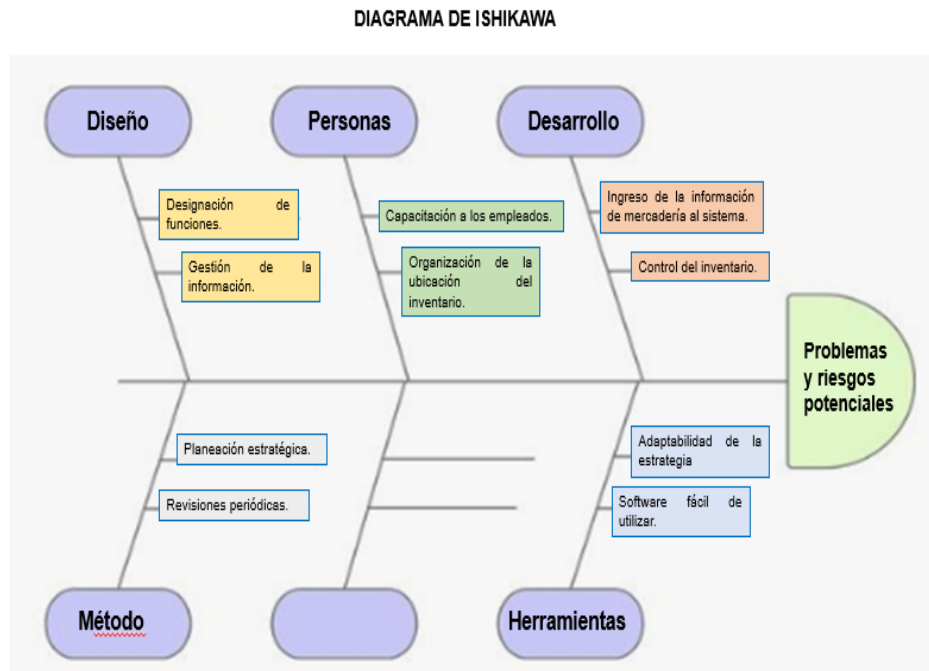 DIAGRAMA DE ISHIKAWA
Diseño
Personas
Desarrollo
Designación de
funciones.
Gestión de la
información.
Capacitación a los empleados.
Organización de la
ubicación del
inventario.
Ingreso de la información
de mercadería al sistema.
Control del inventario.
Problemas
y riesgos
potenciales
Planeación estratégica.
Revisiones periódicas.
Adaptabilidad de la
estrategia
Software fácil de
utilizar.
Método
Herramientas